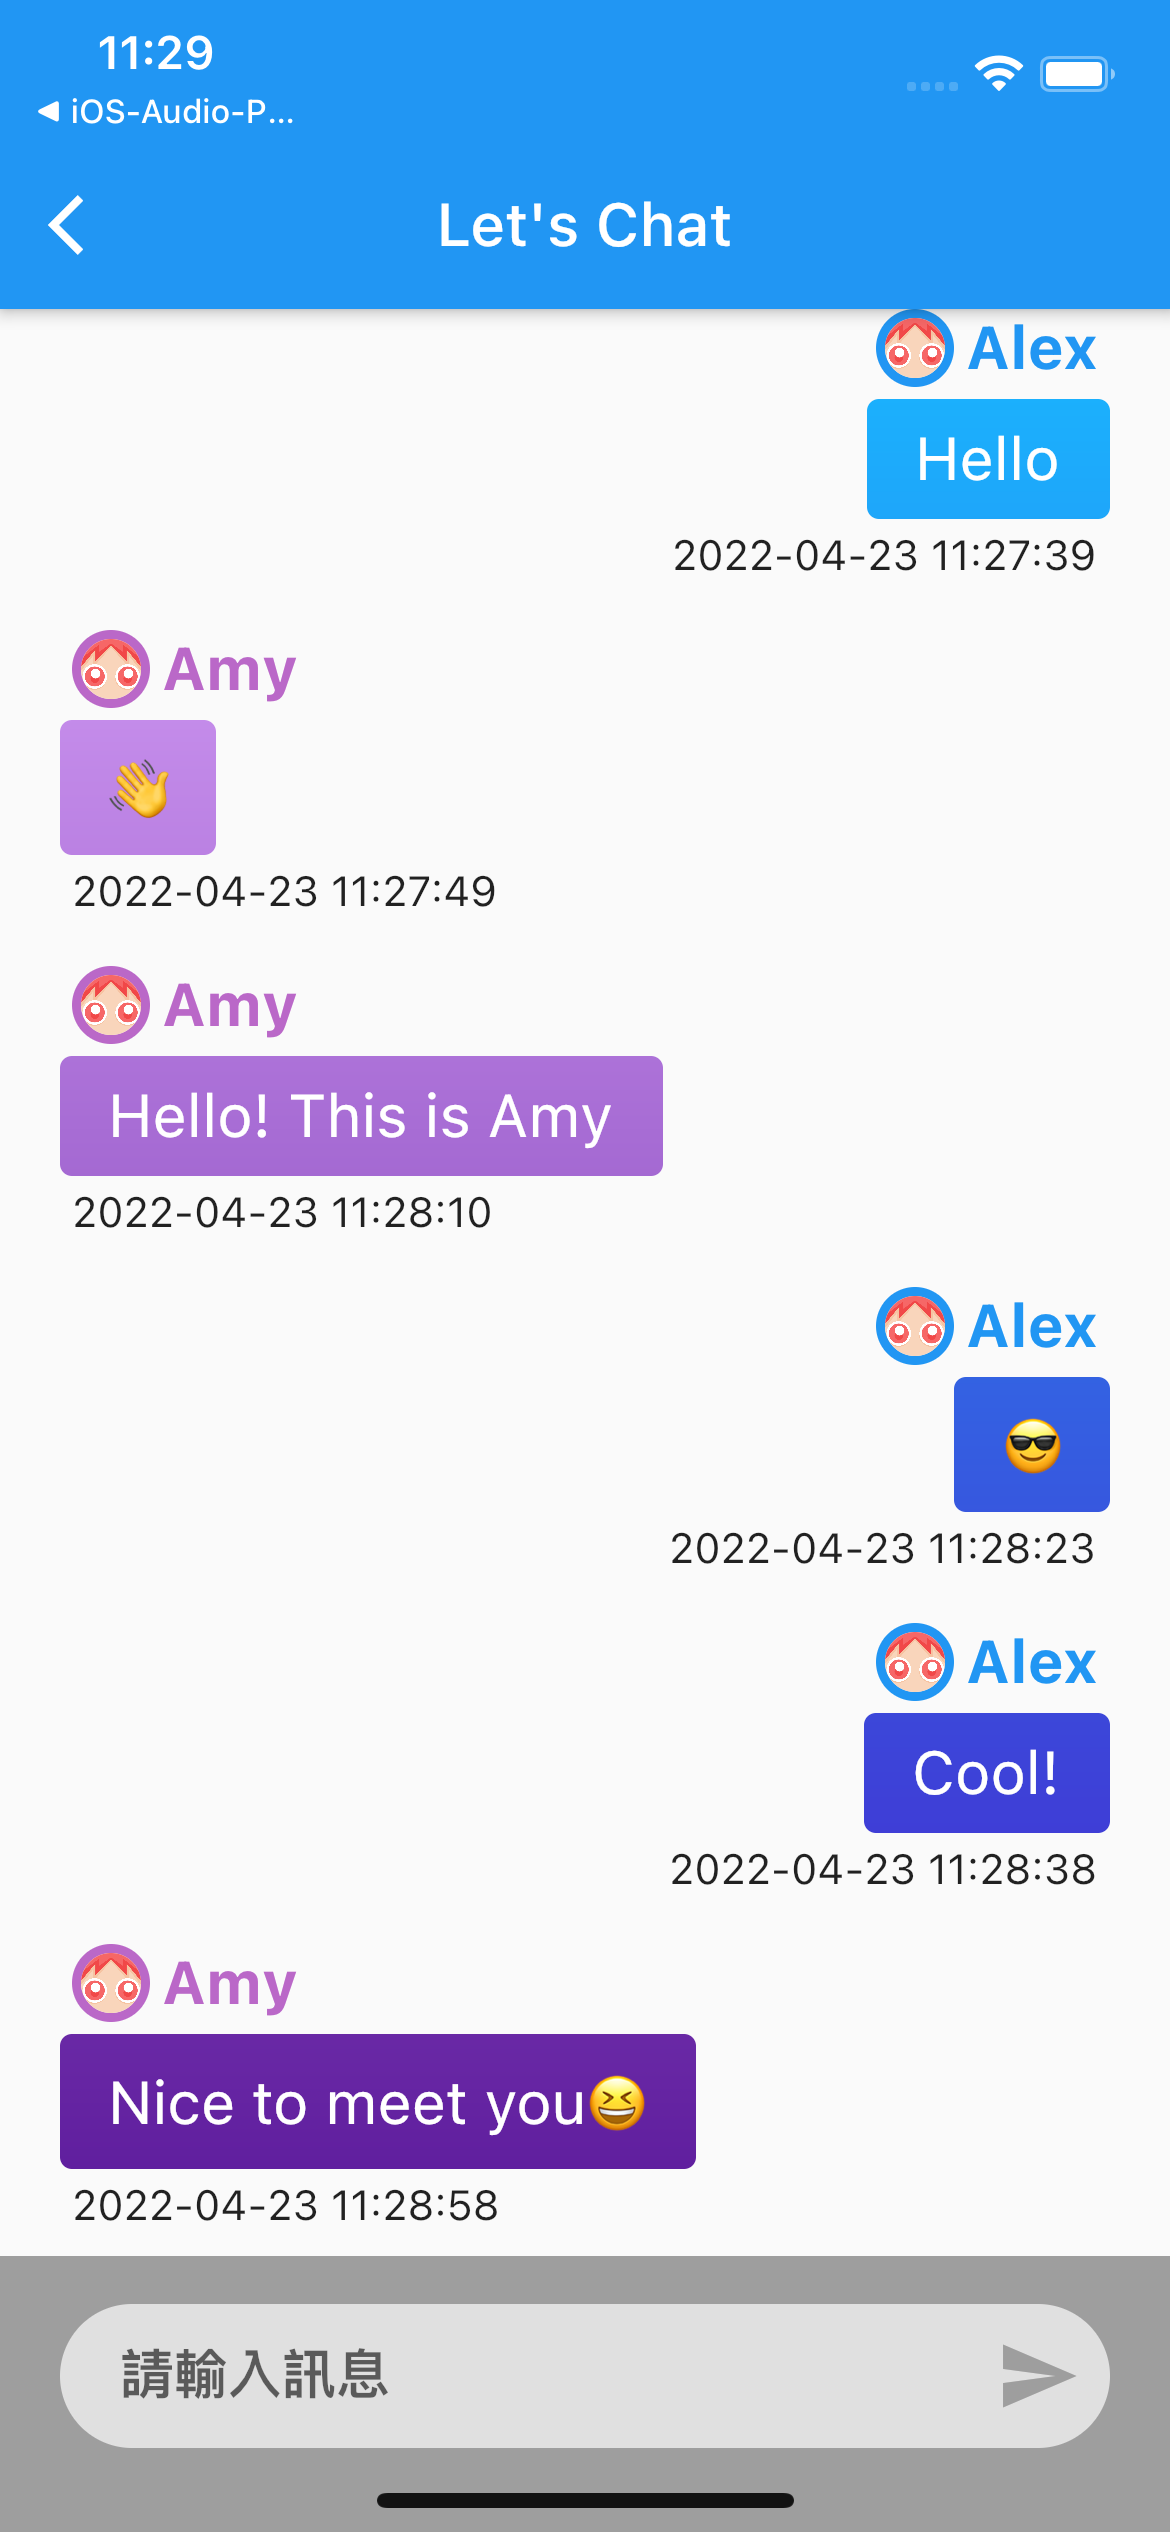 11:29
◀ iOS-Audio-P...
Let's Chat
Alex
Hello
2022-04-23 11:27:39
Amy
👋
2022-04-23 11:27:49
Amy
Hello! This is Amy
2022-04-23 11:28:10
Alex
😎
2022-04-23 11:28:23
Alex
Cool!
2022-04-23 11:28:38
Amy
Nice to meet you😆
2022-04-23 11:28:58
請輸入訊息